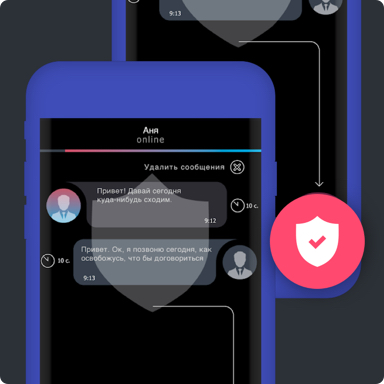 9:13
Аня
online
Удалить сообщения
Привет! Давай сегодня
куда-нибудь сходим.
9:12
10 с.
Привет. Ок, я позвоню сегодня, как
освобожусь, что бы договориться
10 с.
9:13